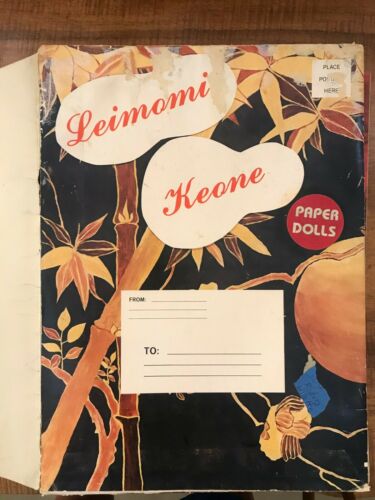 Leimomi
PLACE
HERE
Keone
PAPER
DOLLS
FROM:
TO: